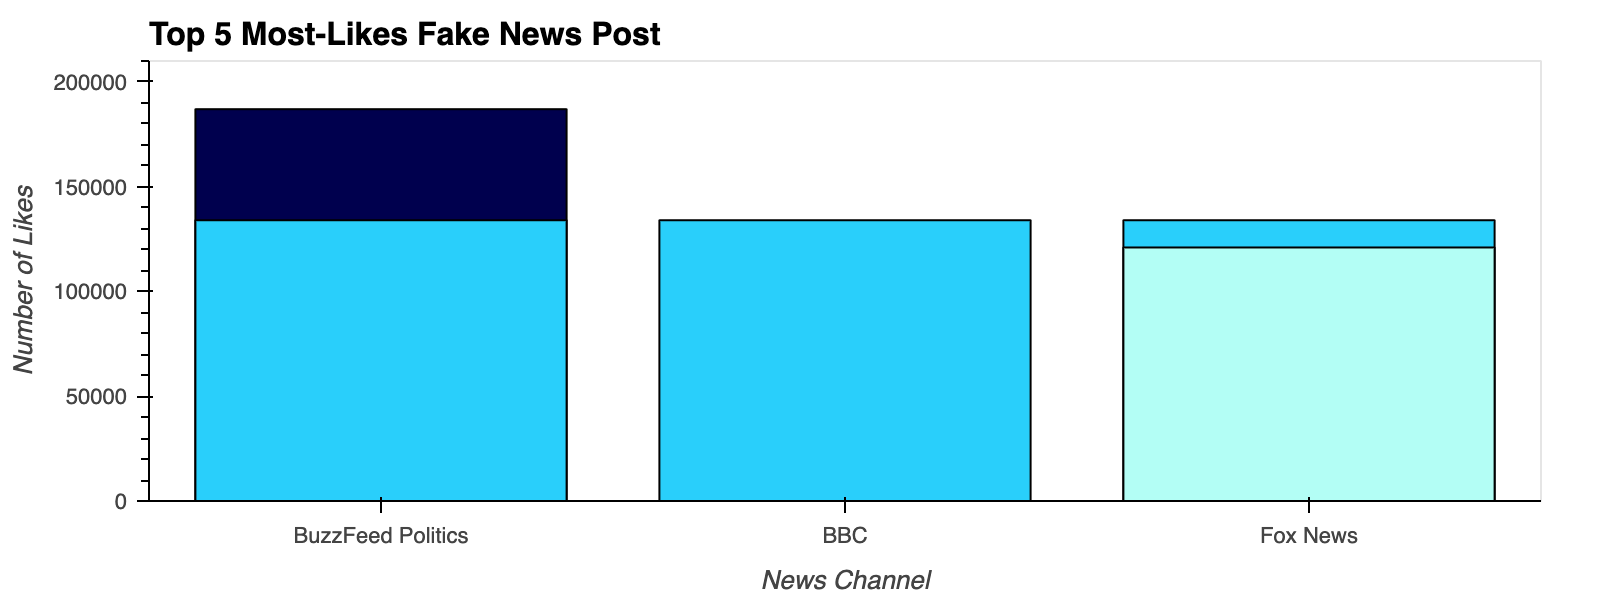 Top 5 Most-Likes Fake News Post
Number of Likes
200000
150000
100000
50000
0
BuzzFeed Politics
BBC
Fox News
News Channel